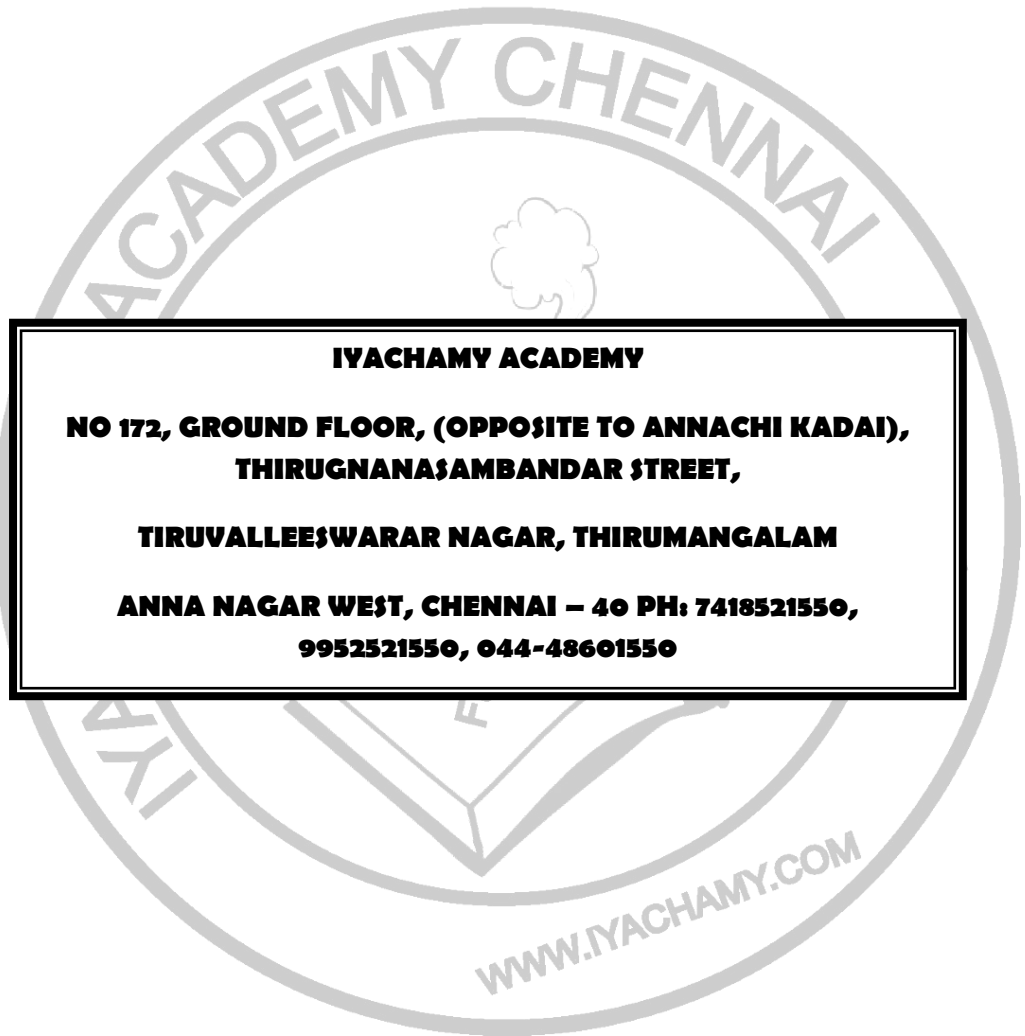 ACADEMY CHENNAI
IYACHAMY ACADEMY
NO 172, GROUND FLOOR, (OPPOSITE TO ANNACHI KADAI),
THIRUGNANASAMBANDAR STREET,
TIRUVALLEESWARAR NAGAR, THIRUMANGALAM
ANNA NAGAR WEST, CHENNAI – 40 PH: 7418521550,
9952521550, 044-48601550
WWW.IYACHAMY.COM